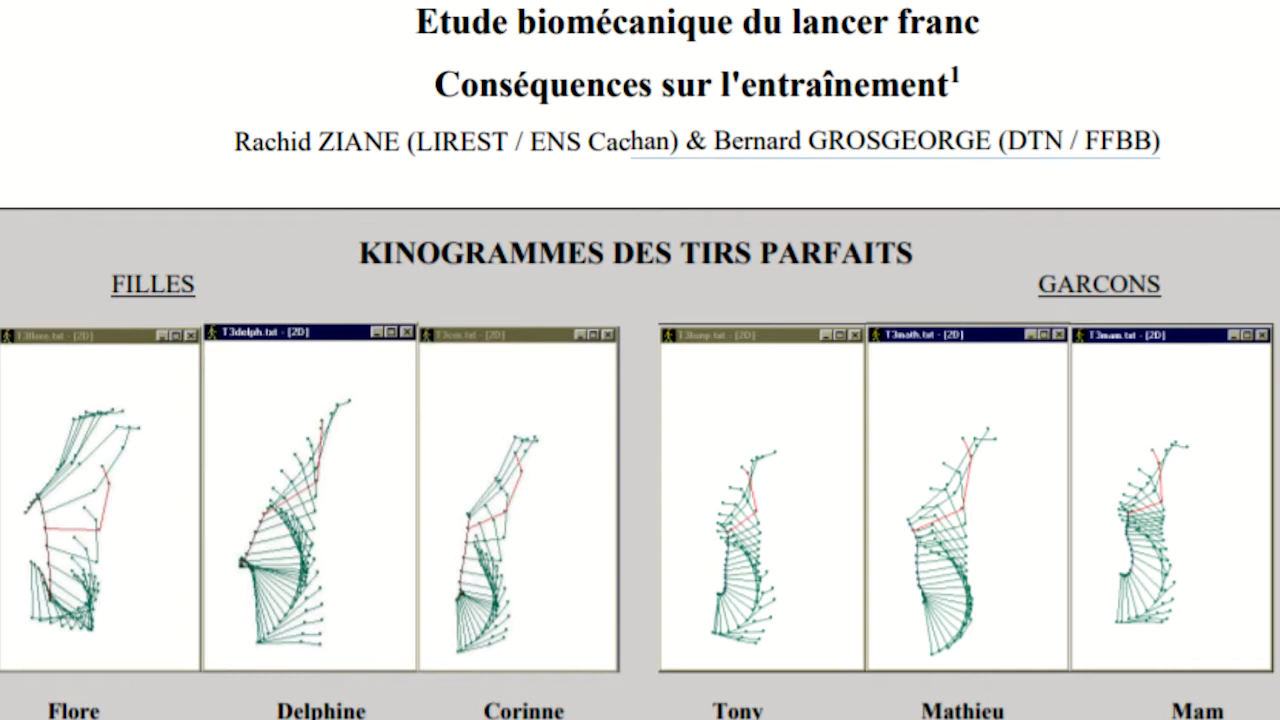 Etude biomécanique du lancer franc
Conséquences sur l'entraînement¹
Rachid ZIANE (LIREST / ENS Cachan) & Bernard GROSGEORGE (DTN / FFBB)
KINOGRAMMES DES TIRS PARFAITS
FILLES
GARCONS
T3delph.txt - [2D]
T3math.txt - [2D]
T3mam.txt - [2D]
Flore
Delphine
Corinne
Tony
Mathieu
Mam